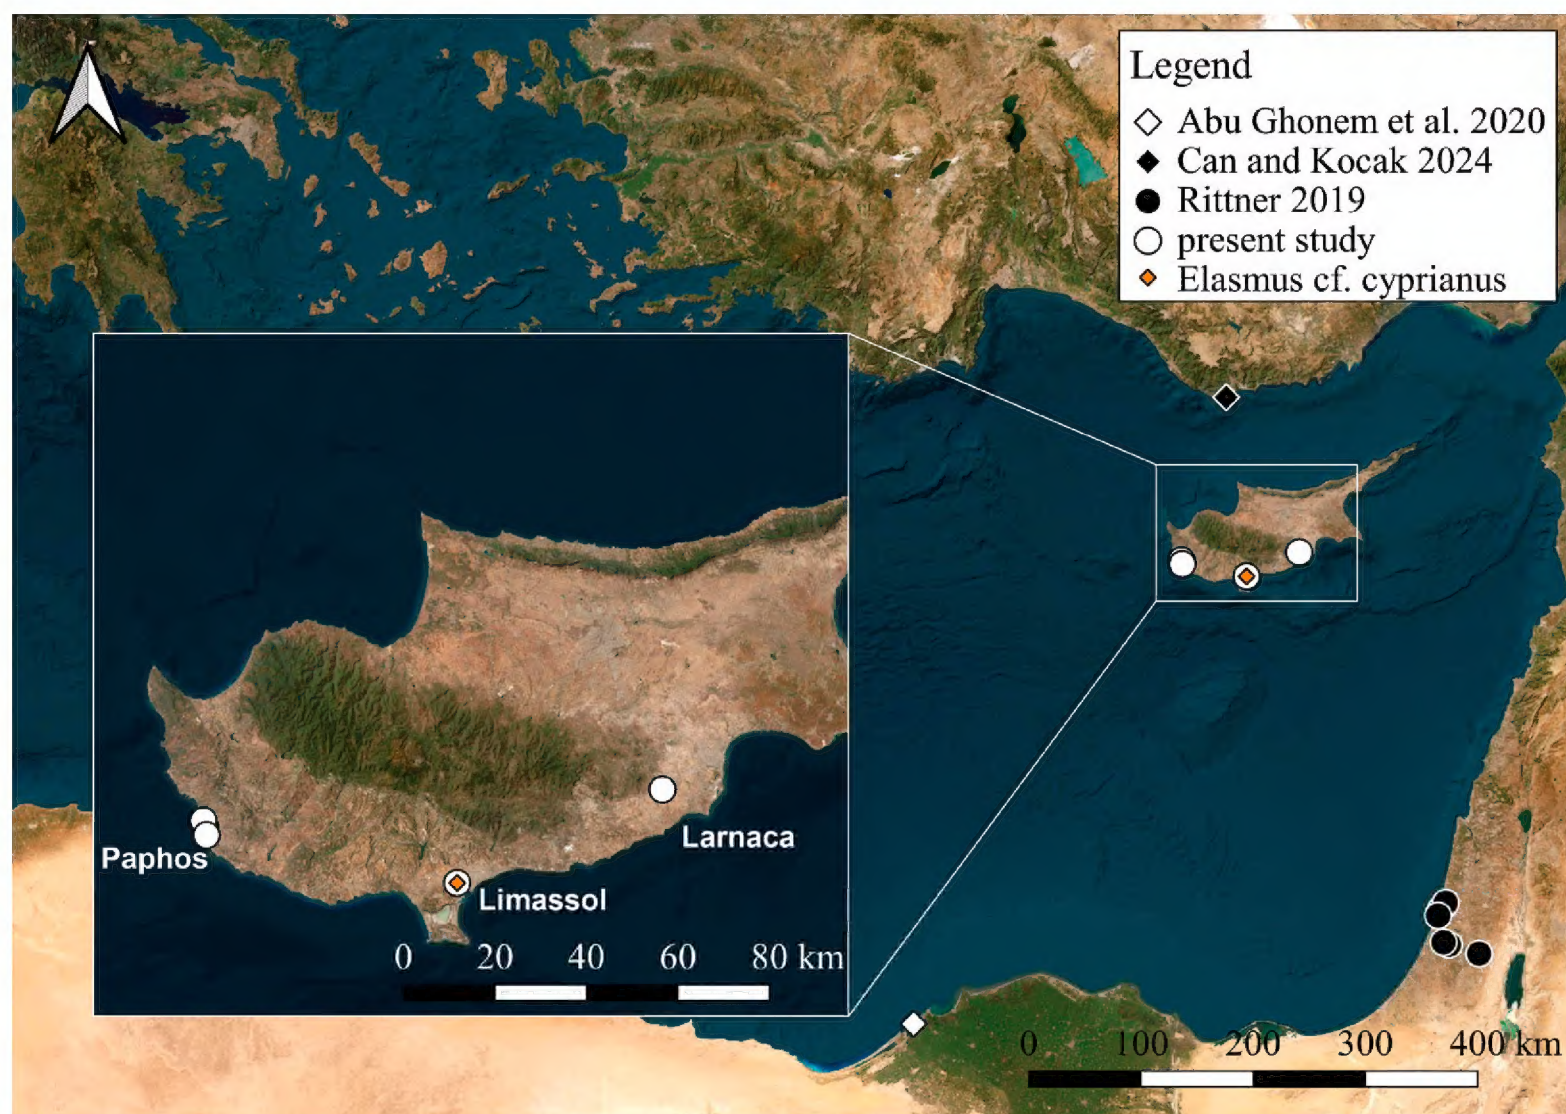 Legend
Abu Ghonem et al. 2020
Can and Kocak 2024
Rittner 2019
present study
Elasmus cf. cyprianus
Larnaca
Paphos
Limassol
0 20 40 60 80 km
0 100 200 300 400 km